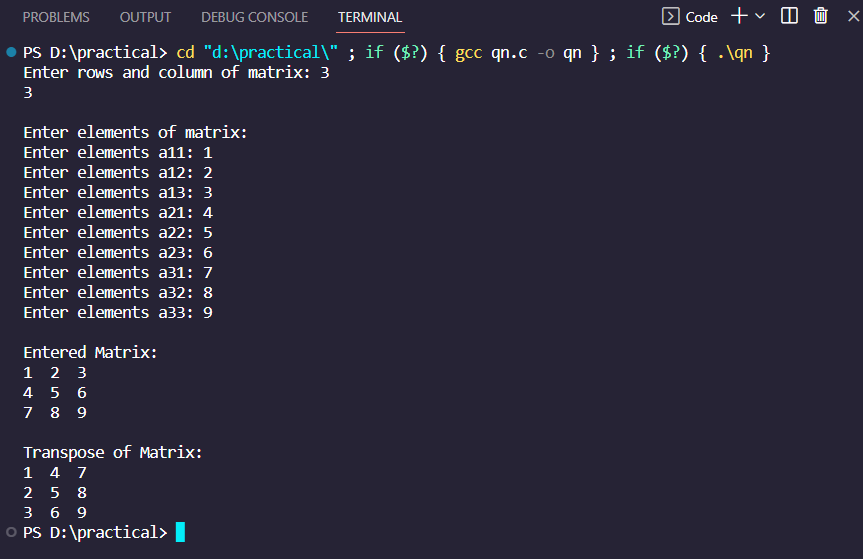 PROBLEMS OUTPUT DEBUG CONSOLE TERMINAL Code
PS D:\practical> cd "d:\practical\" ; if ($?) { gcc qn.c -o qn } ; if ($?) { .\qn }
Enter rows and column of matrix: 3
3
Enter elements of matrix:
Enter elements a11: 1
Enter elements a12: 2
Enter elements a13: 3
Enter elements a21: 4
Enter elements a22: 5
Enter elements a23: 6
Enter elements a31: 7
Enter elements a32: 8
Enter elements a33: 9
Entered Matrix:
1 2 3
4 5 6
7 8 9
Transpose of Matrix:
1 4 7
2 5 8
3 6 9
PS D:\practical>